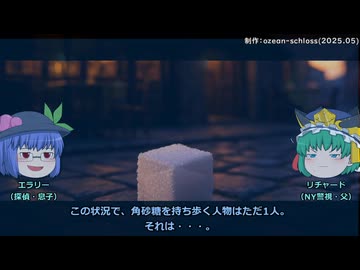 制作:ozean-schloss(2025.05)
エラリー
(探偵・息子)
リチャード
(NY警視・父)
この状況で、角砂糖を持ち歩く人物はただ1人。
それは・・・。